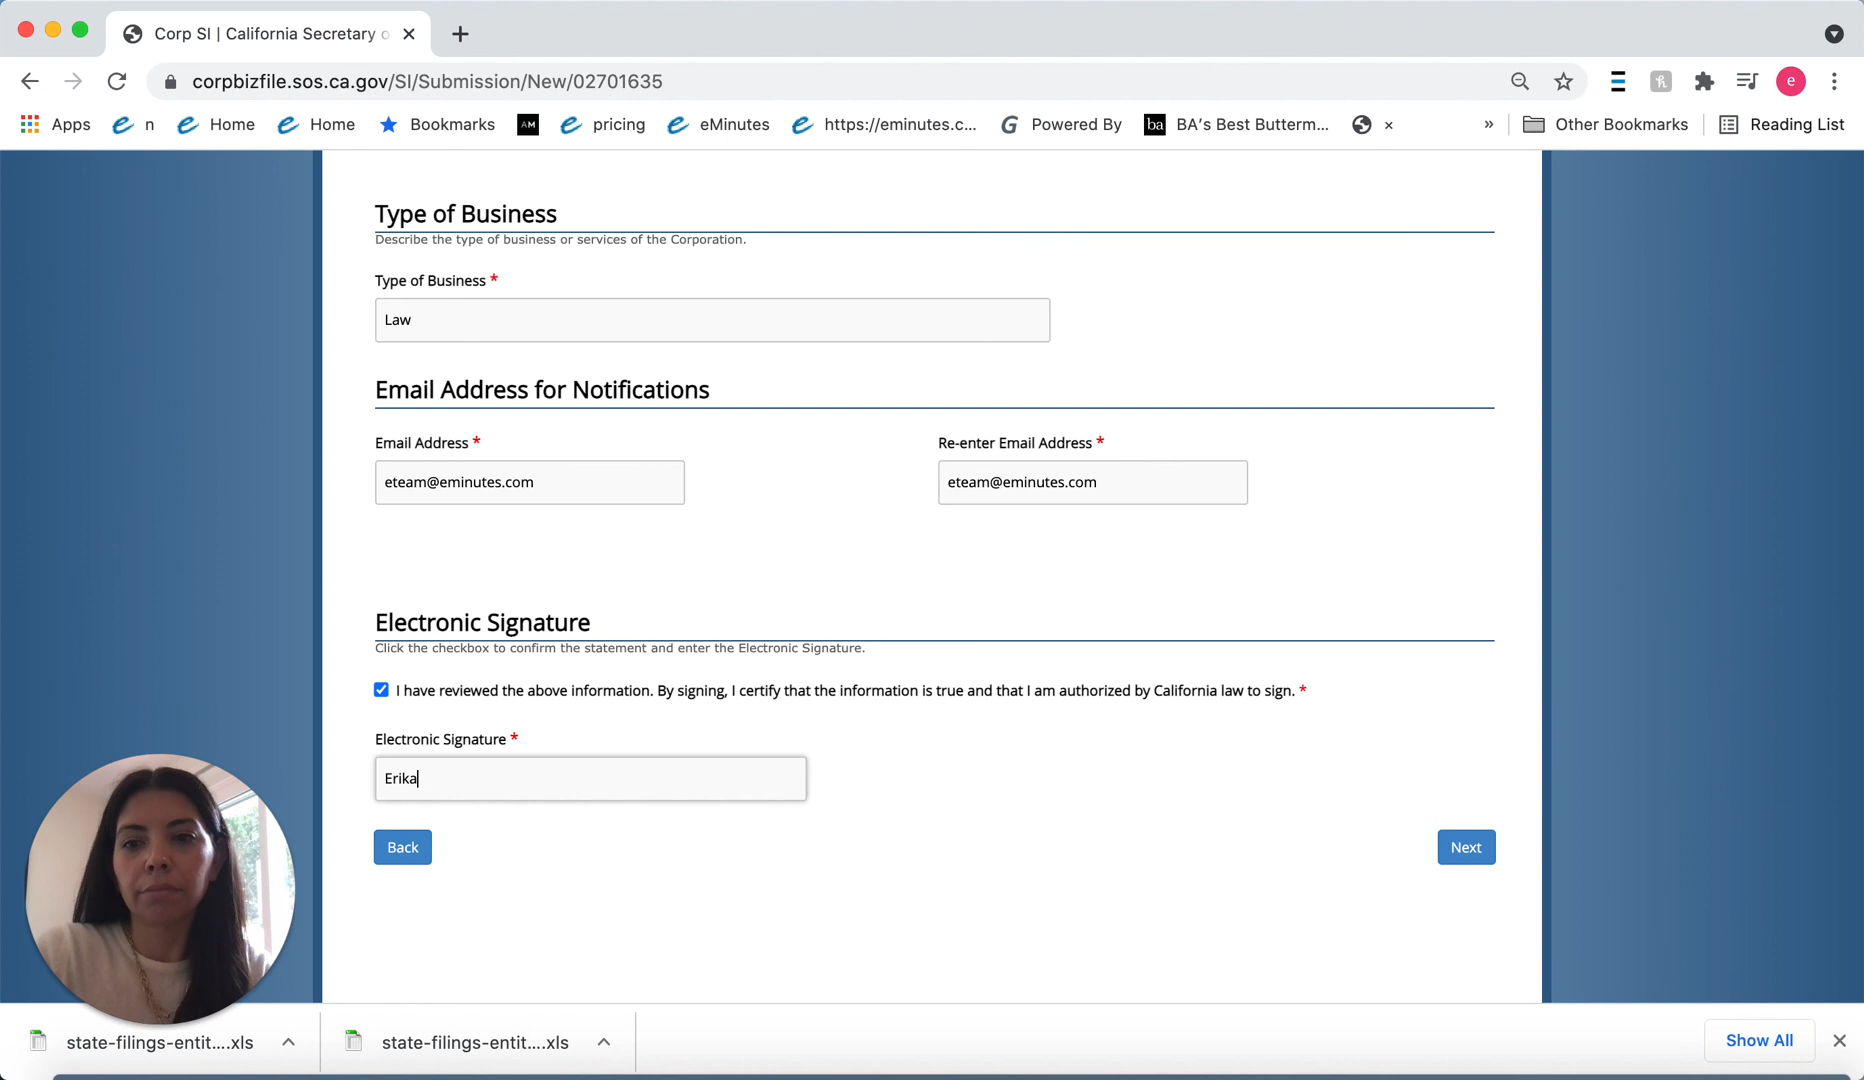 Corp SI | California Secretary o
corpbizfile.sos.ca.gov/SI/Submission/New/02701635
e
Apps
n
Home
Home
Bookmarks
AM
pricing
eMinutes
https://eminutes.c...
G
Powered By
ba
BA's Best Butterm...
»
Other Bookmarks
Reading List
Type of Business
Describe the type of business or services of the Corporation.
Type of Business *
Law
Email Address for Notifications
Email Address * Re-enter Email Address *
eteam@eminutes.com eteam@eminutes.com
Electronic Signature
Click the checkbox to confirm the statement and enter the Electronic Signature.
I have reviewed the above information. By signing, I certify that the information is true and that I am authorized by California law to sign. *
Electronic Signature *
Erika
Back Next
state-filings-entit....xls state-filings-entit....xls Show All